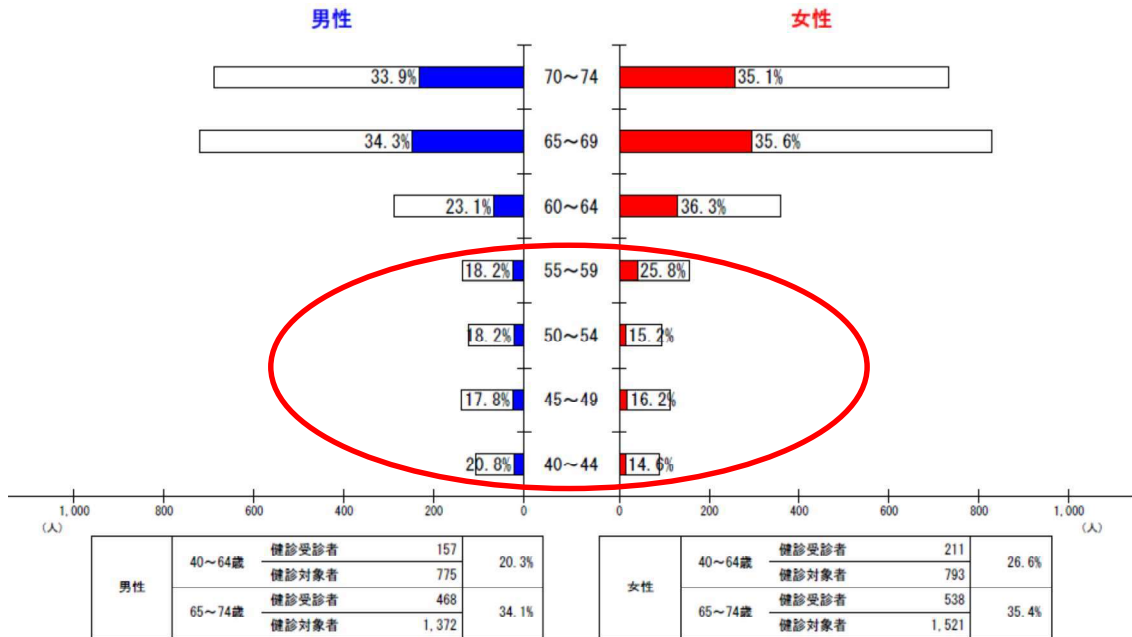 男性 女性
33.9% 70～74 35.1%
34.3% 65～69 35.6%
23.1% 60～64 36.3%
18.2% 55～59 25.8%
18.2% 50～54 15.2%
17.8% 45～49 16.2%
20.8% 40～44 14.6%
1,000 800 600 400 200 0 0 200 400 600 800 1,000
(人) (人)
男性 40～64歳 健診受診者 157 20.3%
健診対象者 775
65～74歳 健診受診者 468 34.1%
健診対象者 1,372
女性 40～64歳 健診受診者 211 26.6%
健診対象者 793
65～74歳 健診受診者 538 35.4%
健診対象者 1,521